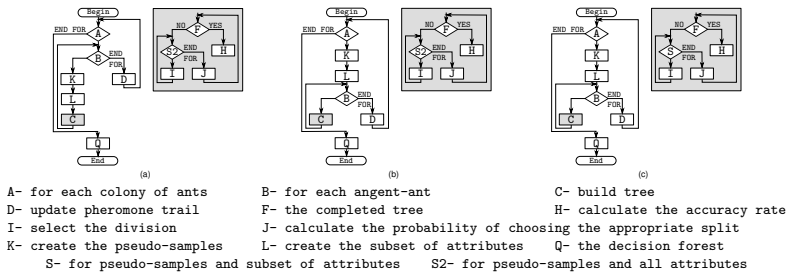 Begin
END FOR
A
B
END FOR
K
D
L
C
Q
End
NO
F
YES
S2
END FOR
H
I
J
(a)
Begin
END FOR
A
K
L
B
END FOR
C
D
Q
End
NO
F
YES
S2
END FOR
H
I
J
(b)
Begin
END FOR
A
K
L
B
END FOR
C
D
Q
End
NO
F
YES
S
END FOR
H
I
J
(c)
A- for each colony of ants B- for each angent-ant C- build tree
D- update pheromone trail F- the completed tree H- calculate the accuracy rate
I- select the division J- calculate the probability of choosing the appropriate split
K- create the pseudo-samples L- create the subset of attributes Q- the decision forest
S- for pseudo-samples and subset of attributes S2- for pseudo-samples and all attributes